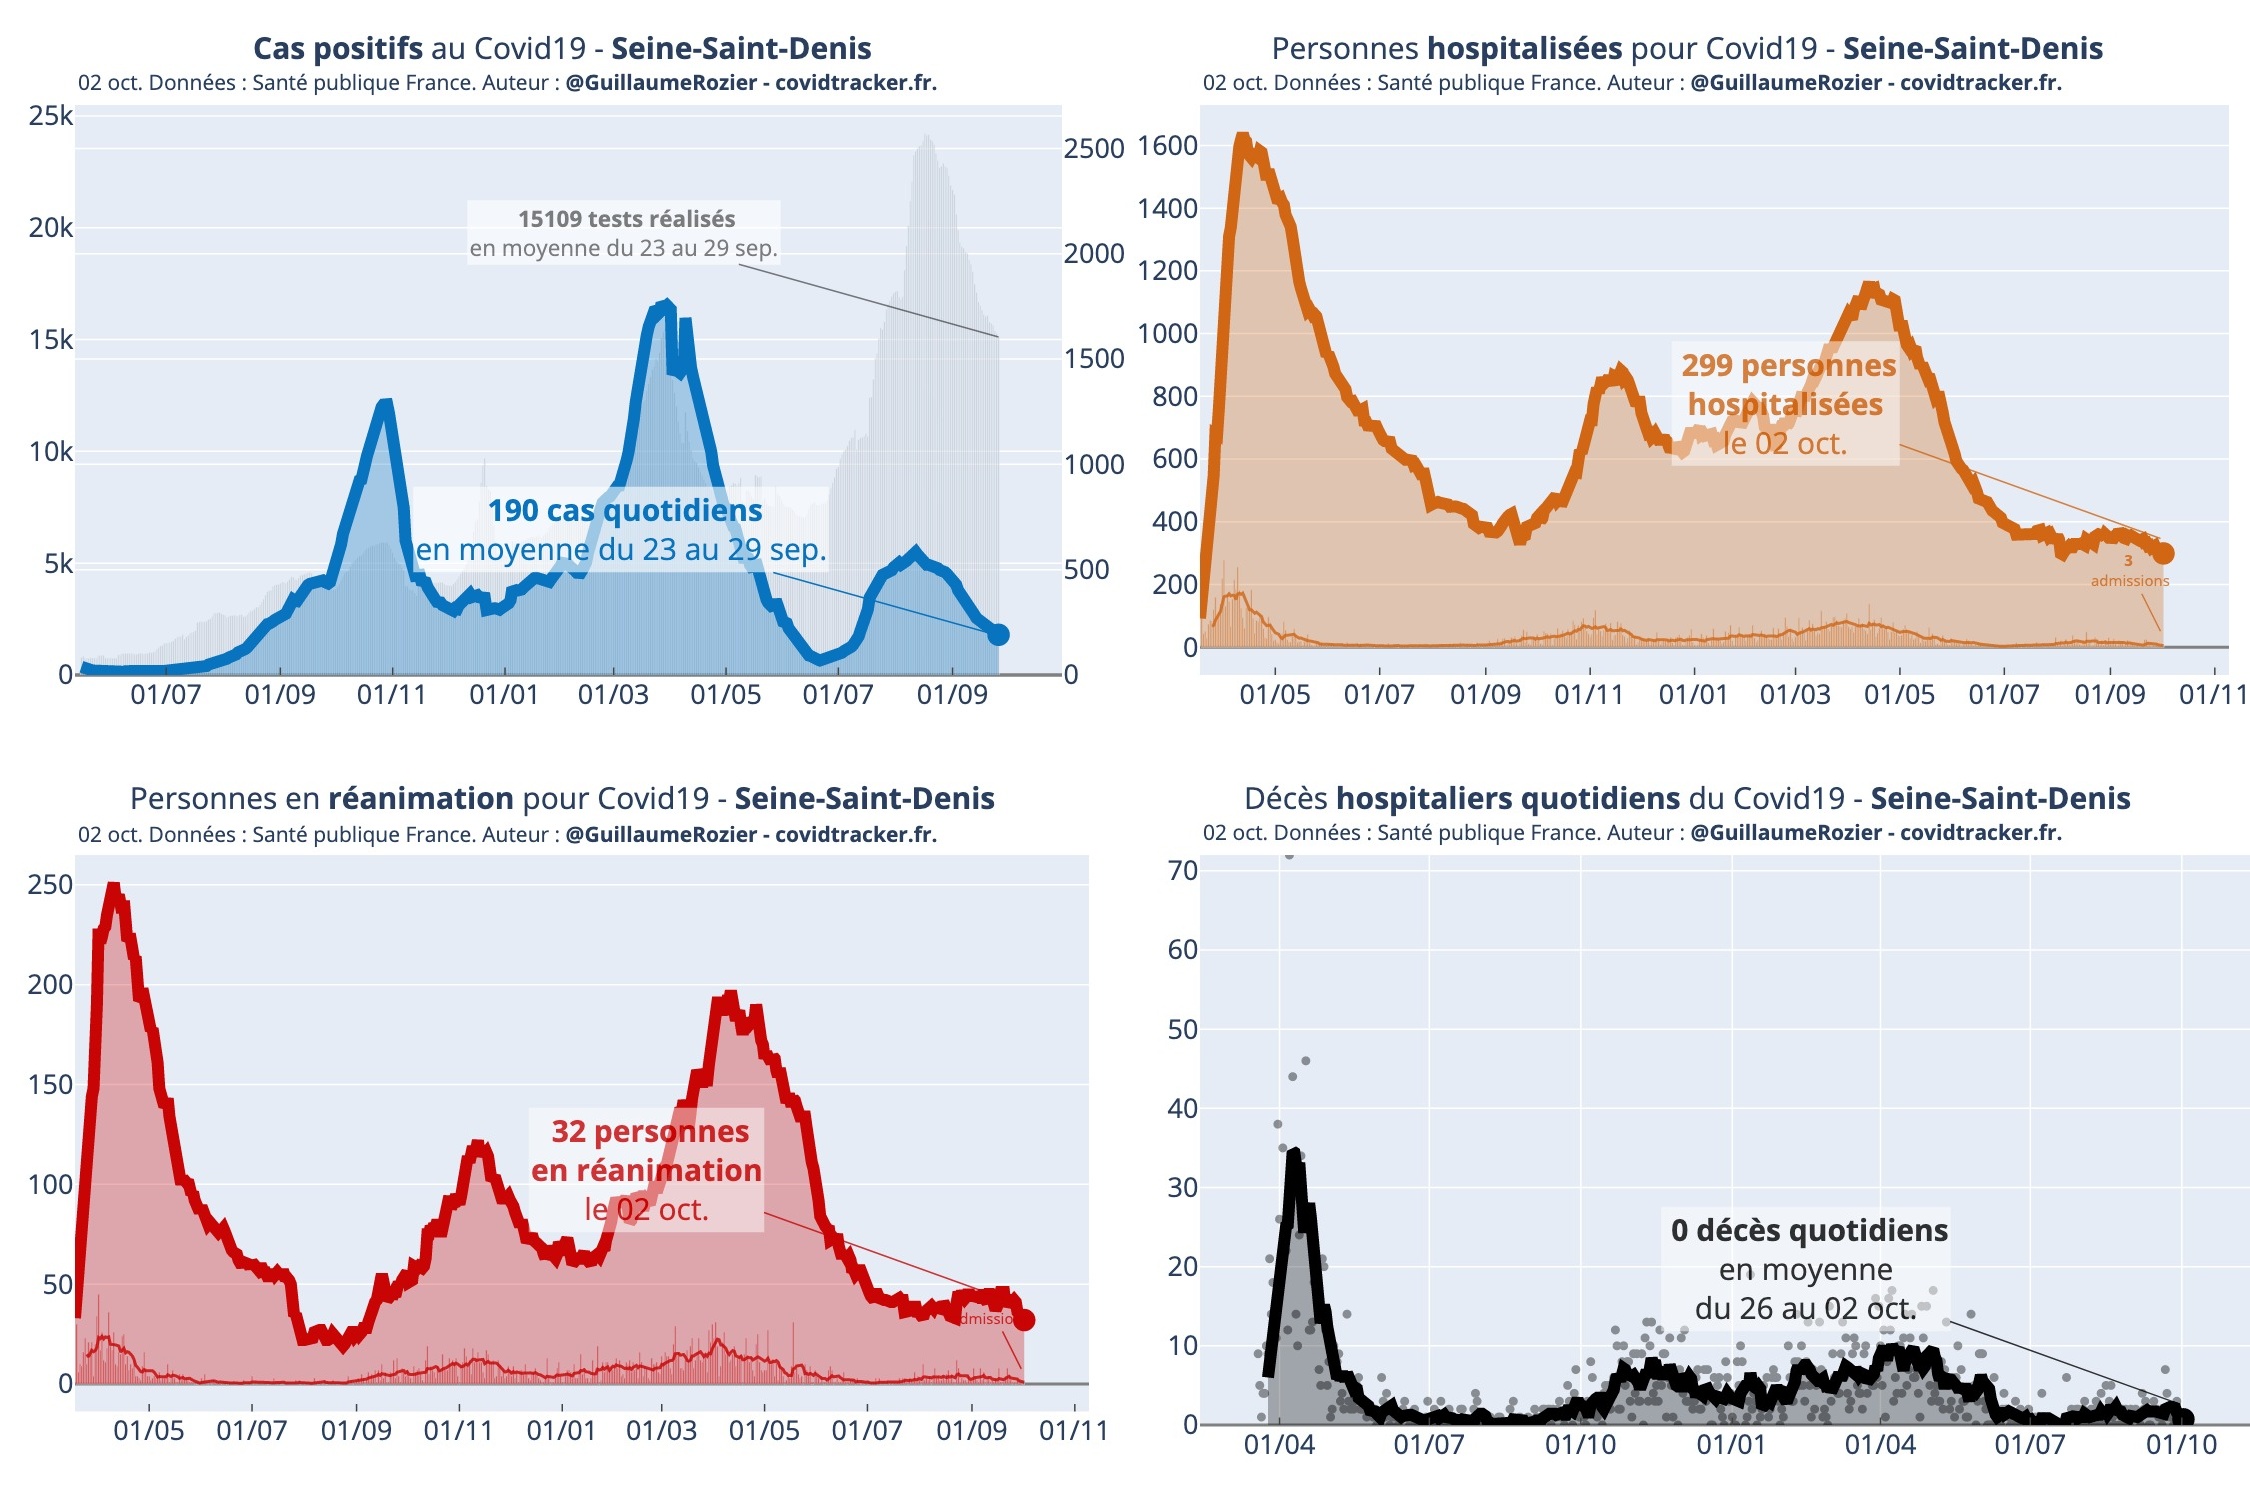 Cas positifs au Covid19 - Seine-Saint-Denis
02 oct. Données : Santé publique France. Auteur : @GuillaumeRozier - covidtracker.fr.
25k
20k
15k
10k
5k
0
2500
2000
1500
1000
500
0
15109 tests réalisés
en moyenne du 23 au 29 sep.
190 cas quotidiens
en moyenne du 23 au 29 sep.
01/07 01/09 01/11 01/01 01/03 01/05 01/07 01/09
Personnes hospitalisées pour Covid19 - Seine-Saint-Denis
02 oct. Données : Santé publique France. Auteur : @GuillaumeRozier - covidtracker.fr.
1600
1400
1200
1000
800
600
400
200
0
299 personnes
hospitalisées
le 02 oct.
3
admissions
01/05 01/07 01/09 01/11 01/01 01/03 01/05 01/07 01/09 01/11
Personnes en réanimation pour Covid19 - Seine-Saint-Denis
02 oct. Données : Santé publique France. Auteur : @GuillaumeRozier - covidtracker.fr.
250
200
150
100
50
0
32 personnes
en réanimation
le 02 oct.
01/05 01/07 01/09 01/11 01/01 01/03 01/05 01/07 01/09 01/11
Décès hospitaliers quotidiens du Covid19 - Seine-Saint-Denis
02 oct. Données : Santé publique France. Auteur : @GuillaumeRozier - covidtracker.fr.
70
60
50
40
30
20
10
0
0 décès quotidiens
en moyenne
du 26 au 02 oct.
01/04 01/07 01/10 01/01 01/04 01/07 01/10